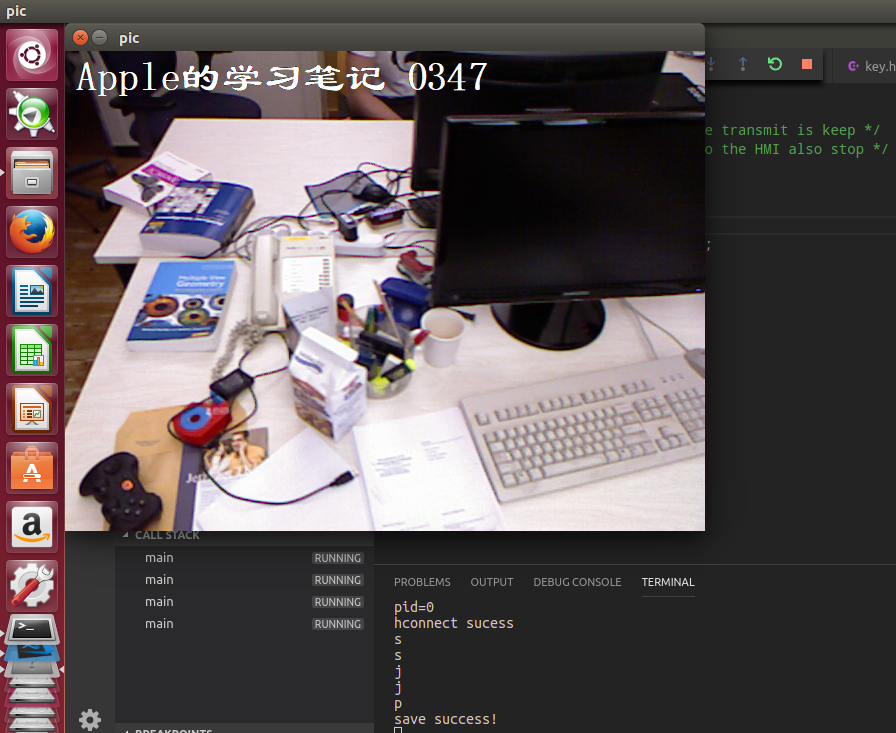 pic
pic
Apple的学习笔记 0347
key.h
e transmit is keep */
o the HMI also stop */
;
Multiple View
Geometry
CALL STACK
main RUNNING
main RUNNING
main RUNNING
main RUNNING
PROBLEMS OUTPUT DEBUG CONSOLE TERMINAL
pid=0
hconnect sucess
s
s
j
j
p
save success!
BREAKPOINTS